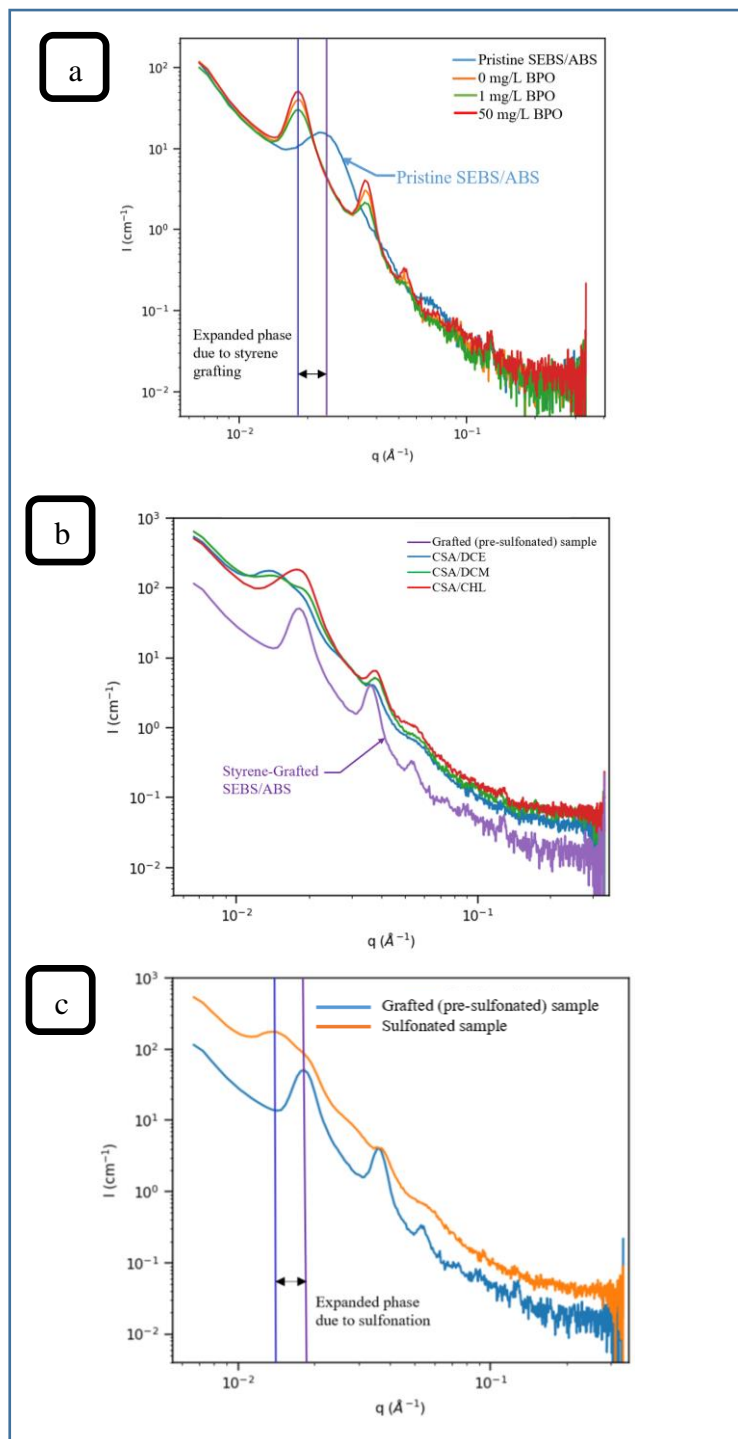 a
10²
10¹
10⁰
10⁻¹
10⁻²
I (cm⁻¹)
Pristine SEBS/ABS
0 mg/L BPO
1 mg/L BPO
50 mg/L BPO
Pristine SEBS/ABS
Expanded phase
due to styrene
grafting
10⁻²
10⁻¹
q (Å⁻¹)
b
10³
10²
10¹
10⁰
10⁻¹
10⁻²
I (cm⁻¹)
Grafted (pre-sulfonated) sample
CSA/DCE
CSA/DCM
CSA/CHL
Styrene-Grafted
SEBS/ABS
10⁻²
10⁻¹
q (Å⁻¹)
c
10³
10²
10¹
10⁰
10⁻¹
10⁻²
I (cm⁻¹)
Grafted (pre-sulfonated) sample
Sulfonated sample
Expanded phase
due to sulfonation
10⁻²
10⁻¹
q (Å⁻¹)